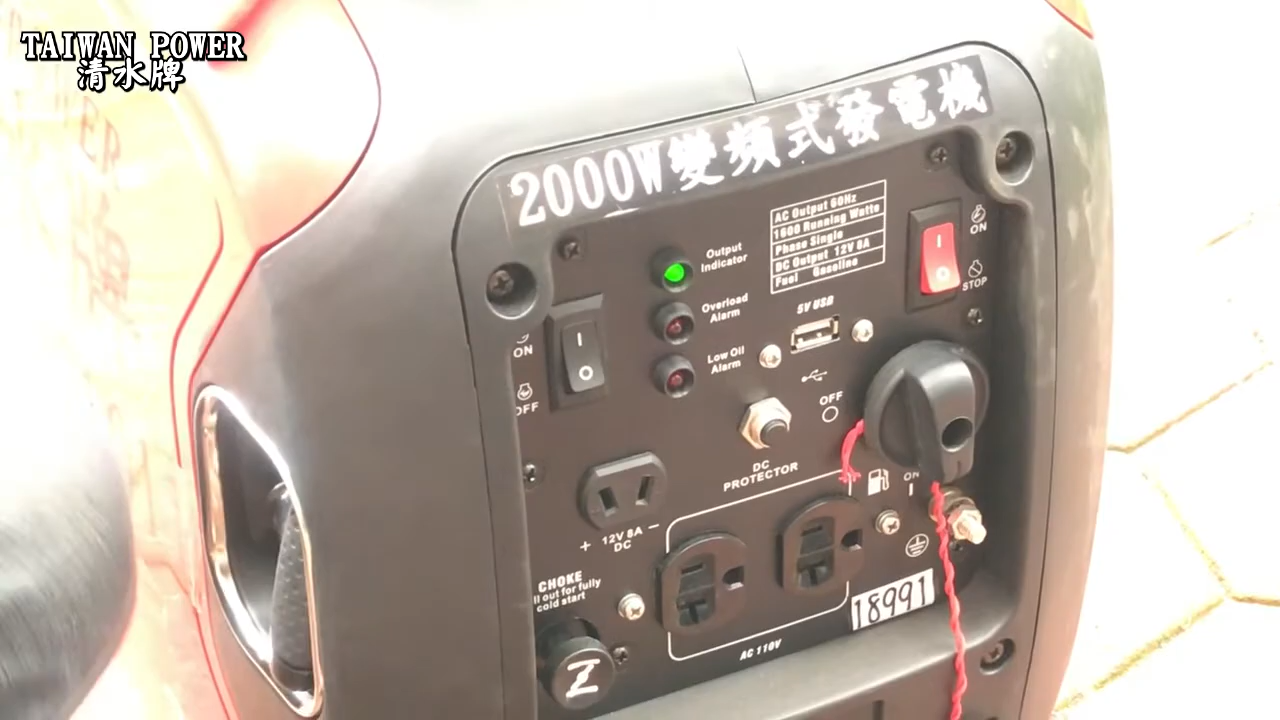 TAIWAN POWER
清水牌
2000W變頻式發電機
AC Output 60Hz
1600 Running Watts
Phase Single
DC Output 12V 8A
Fuel Gasoline
Output
Indicator
Overload
Alarm
Low Oil
Alarm
5V USB
ON
STOP
ON
OFF
OFF
ON
DC
PROTECTOR
+ 12V 8A −
DC
CHOKE
ll out for fully
cold start
Z
AC 110V
18991